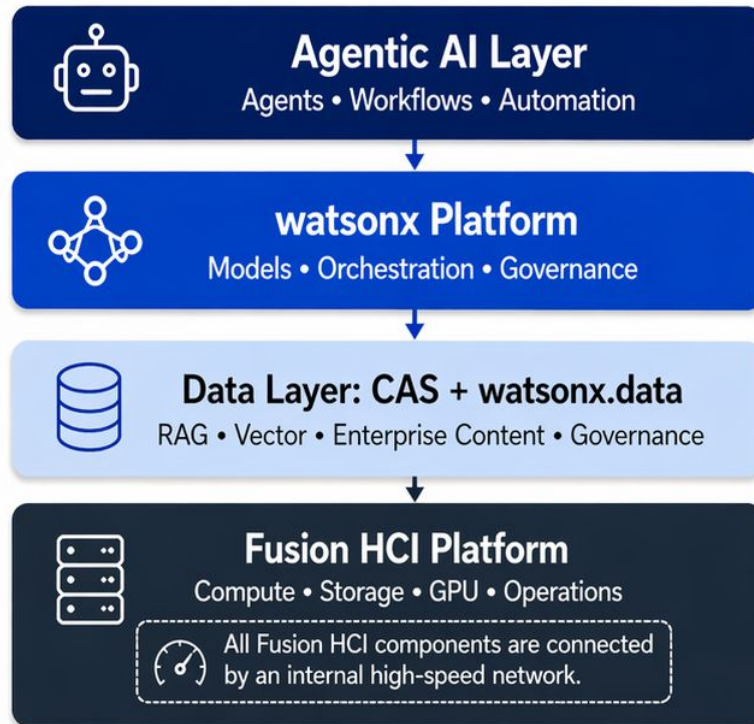 Agentic AI Layer
Agents • Workflows • Automation
watsonx Platform
Models • Orchestration • Governance
Data Layer: CAS + watsonx.data
RAG • Vector • Enterprise Content • Governance
Fusion HCI Platform
Compute • Storage • GPU • Operations
All Fusion HCI components are connected
by an internal high-speed network.